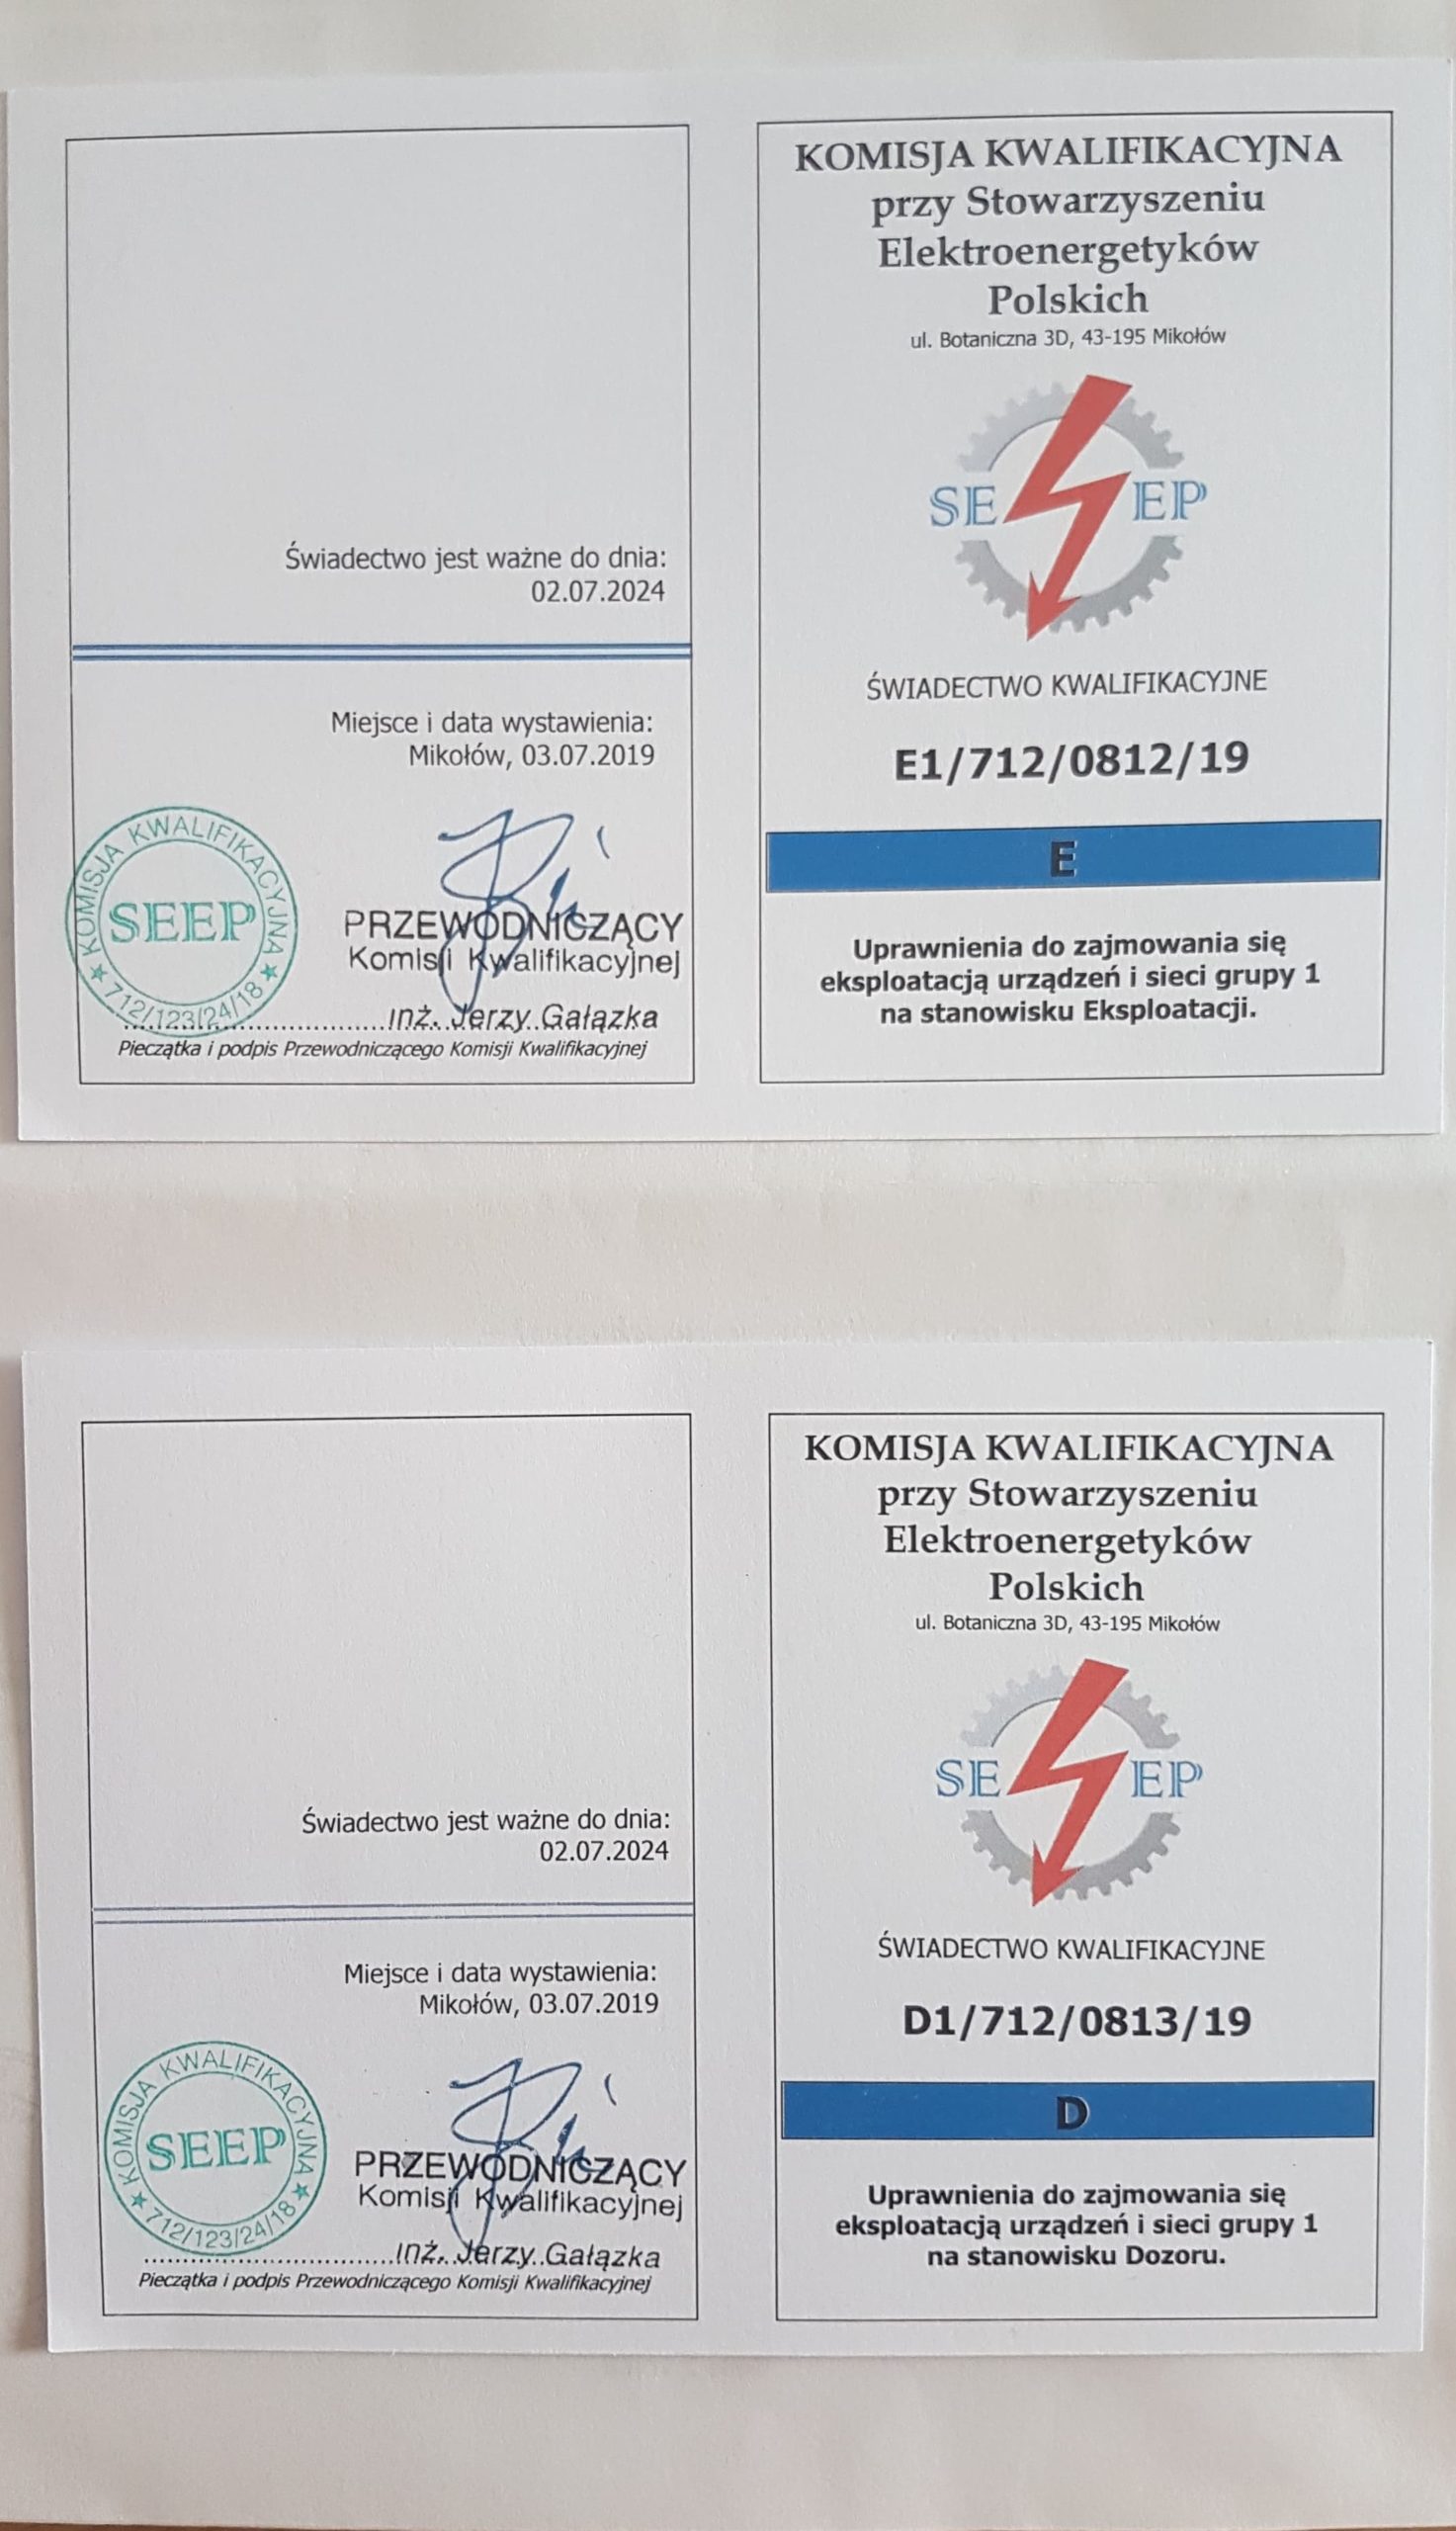 Świadectwo jest ważne do dnia:
02.07.2024
Miejsce i data wystawienia:
Mikołów, 03.07.2019
★ KOMISJA KWALIFIKACYJNA ★
712/123/24/18
SEEP
PRZEWODNICZĄCY
Komisji Kwalifikacyjnej
inż. Jerzy Gałązka
Pieczątka i podpis Przewodniczącego Komisji Kwalifikacyjnej
KOMISJA KWALIFIKACYJNA
przy Stowarzyszeniu
Elektroenergetyków
Polskich
ul. Botaniczna 3D, 43-195 Mikołów
SE EP
ŚWIADECTWO KWALIFIKACYJNE
E1/712/0812/19
E
Uprawnienia do zajmowania się
eksploatacją urządzeń i sieci grupy 1
na stanowisku Eksploatacji.
Świadectwo jest ważne do dnia:
02.07.2024
Miejsce i data wystawienia:
Mikołów, 03.07.2019
★ KOMISJA KWALIFIKACYJNA ★
712/123/24/18
SEEP
PRZEWODNICZĄCY
Komisji Kwalifikacyjnej
inż. Jerzy Gałązka
Pieczątka i podpis Przewodniczącego Komisji Kwalifikacyjnej
KOMISJA KWALIFIKACYJNA
przy Stowarzyszeniu
Elektroenergetyków
Polskich
ul. Botaniczna 3D, 43-195 Mikołów
SE EP
ŚWIADECTWO KWALIFIKACYJNE
D1/712/0813/19
D
Uprawnienia do zajmowania się
eksploatacją urządzeń i sieci grupy 1
na stanowisku Dozoru.